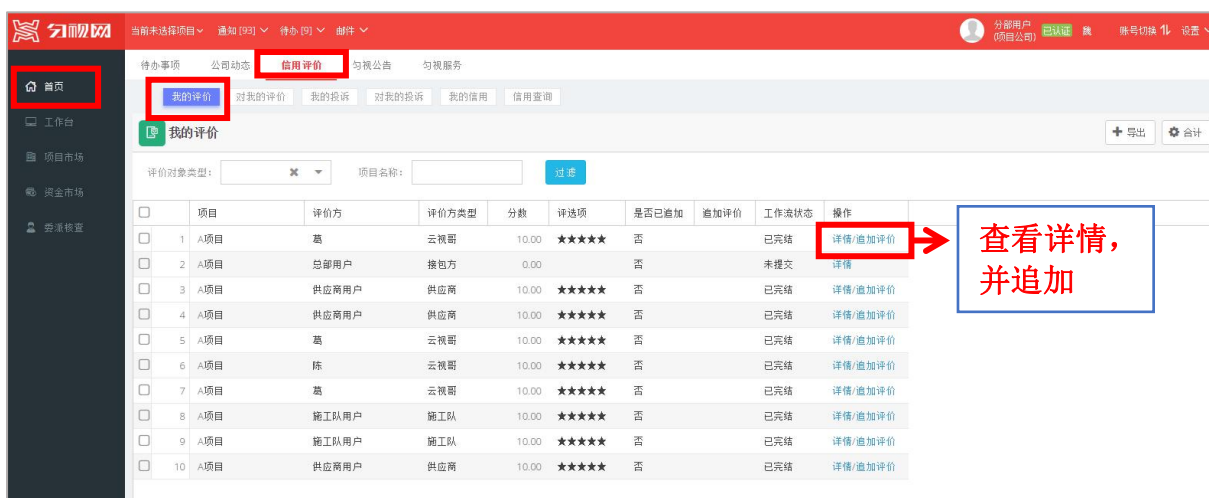 匀视网 当前未选择项目 通知 [93] 待办 [9] 邮件 分部用户 (项目公司) 已认证 魏 账号切换 设置
待办事项 公司动态 信用评价 匀视公告 匀视服务
首页
我的评价 对我的评价 我的投诉 对我的投诉 我的信用 信用查询
工作台
我的评价 导出 合计
项目市场
评价对象类型: 项目名称: 过滤
资金市场
项目 评价方 评价方类型 分数 评选项 是否已追加 追加评价 工作流状态 操作
委派核查
1 A项目 葛 云视哥 10.00 ★★★★★ 否 已完结 详情/追加评价
2 A项目 总部用户 接包方 0.00 否 未提交 详情
3 A项目 供应商用户 供应商 10.00 ★★★★★ 否 已完结 详情/追加评价
4 A项目 供应商用户 供应商 10.00 ★★★★★ 否 已完结 详情/追加评价
5 A项目 葛 云视哥 10.00 ★★★★★ 否 已完结 详情/追加评价
6 A项目 陈 云视哥 10.00 ★★★★★ 否 已完结 详情/追加评价
7 A项目 葛 云视哥 10.00 ★★★★★ 否 已完结 详情/追加评价
8 A项目 施工队用户 施工队 10.00 ★★★★★ 否 已完结 详情/追加评价
9 A项目 施工队用户 施工队 10.00 ★★★★★ 否 已完结 详情/追加评价
10 A项目 供应商用户 供应商 10.00 ★★★★★ 否 已完结 详情/追加评价
查看详情，
并追加